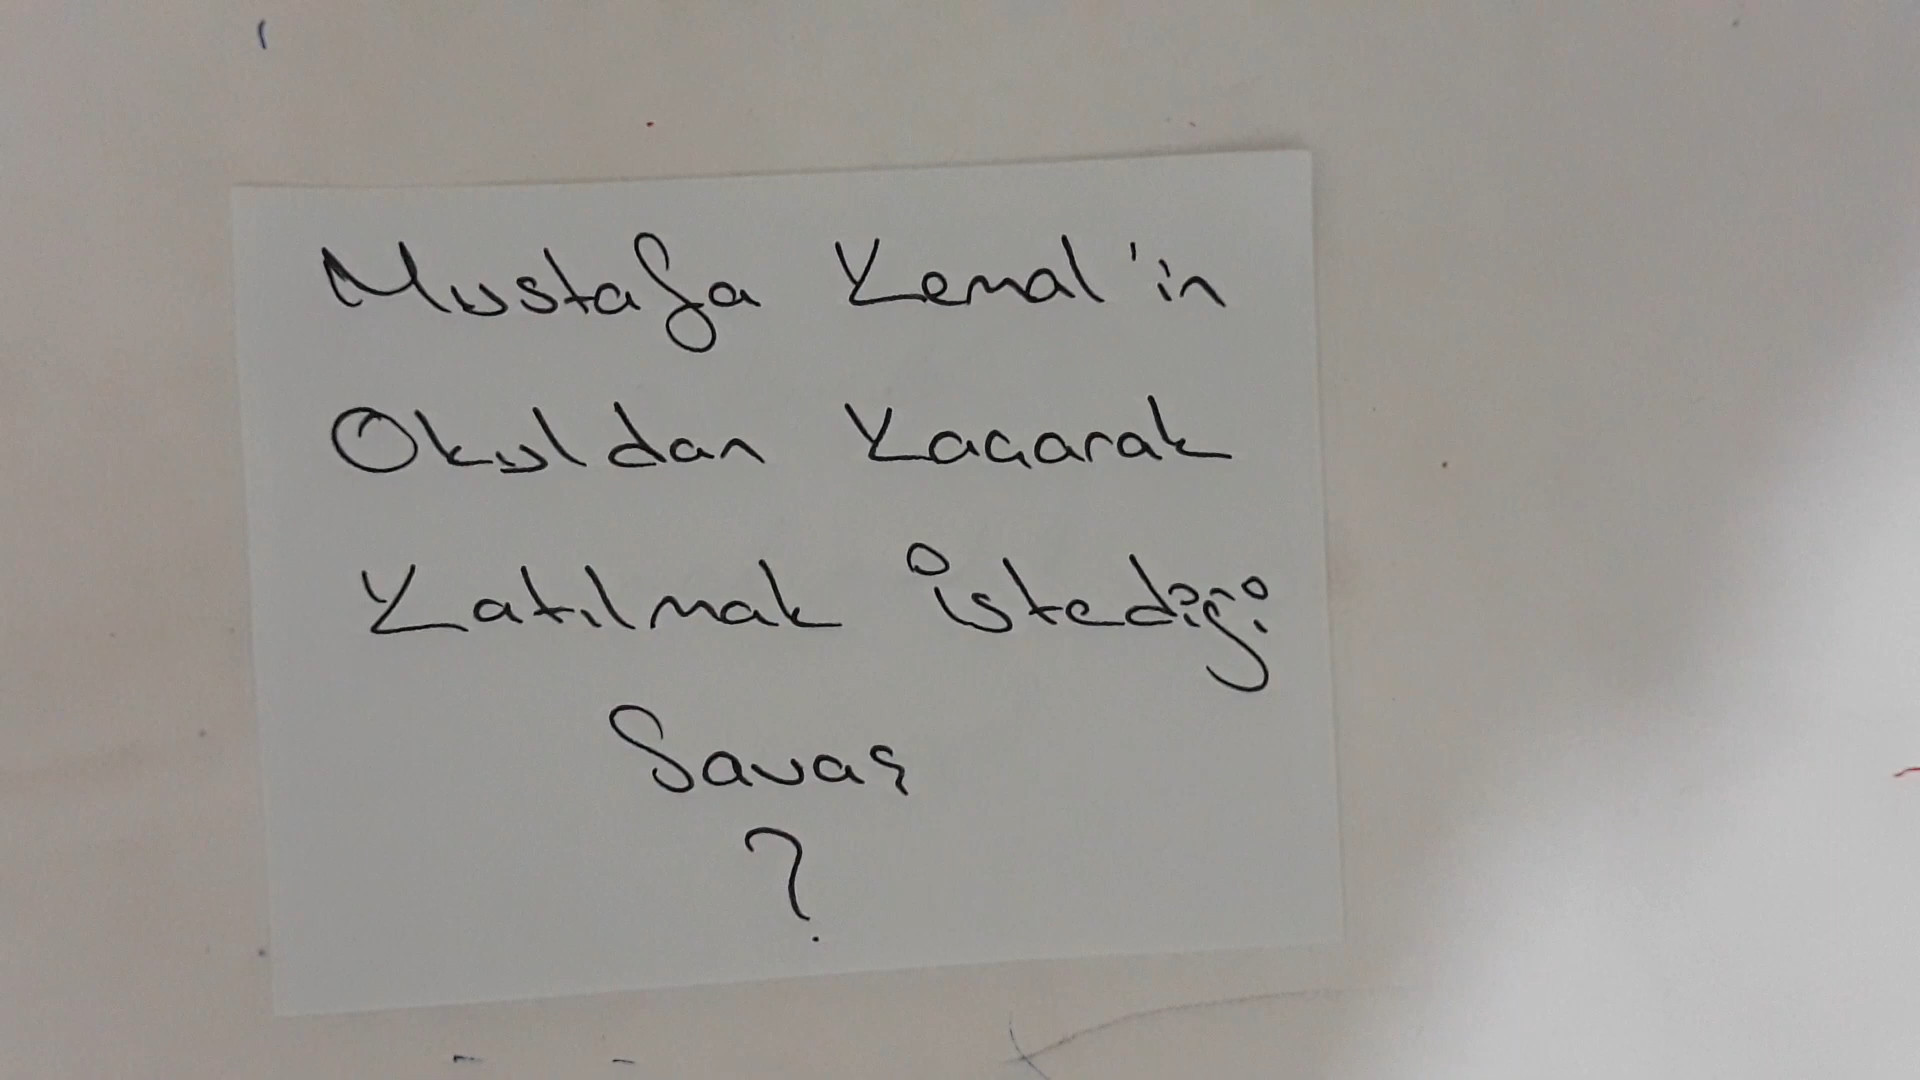 Mustafa Kemal'in
Okuldan Kaçarak
Katılmak istediği
Savaş
?